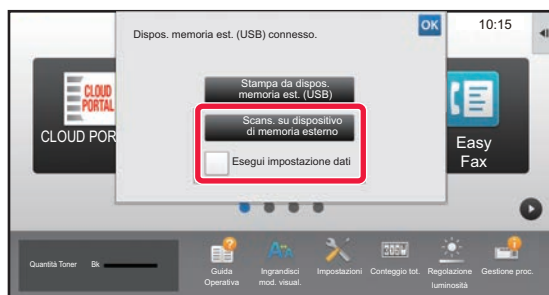 Dispos. memoria est. (USB) connesso.
OK
10:15
Stampa da dispos.
memoria est. (USB)
Scans. su dispositivo
di memoria esterno
Esegui impostazione dati
CLOUD
PORTAL
CLOUD POR
Easy
Fax
Quantità Toner
Bk
Guida
Operativa
Ingrandisci
mod. visual.
Impostazioni
Conteggio tot.
Regolazione
luminosità
Gestione proc.